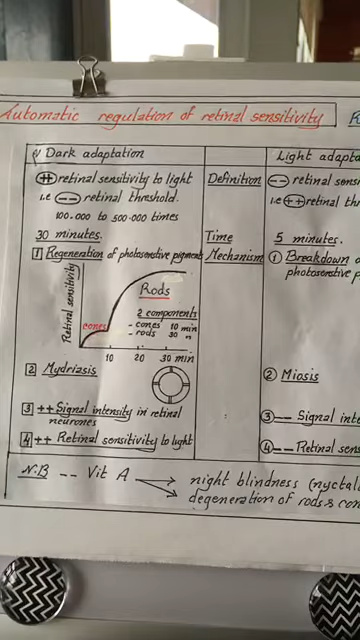 Automatic regulation of retinal sensitivity
Dark adaptation
Light adapta
++ retinal sensitivity to light
i.e -- retinal threshold.
100.000 to 500.000 times
Definition
-- retinal sens
i.e ++ retinal thr
30 minutes.
Time
5 minutes.
1 Regeneration of photosensitive pigments
Mechanism
1 Breakdown o
photosensitive p
Retinal sensitivity
Rods
cones
2 components
- cones 10 min
- rods 30 "
10 20 30 min
2 Mydriasis
2 Miosis
3 ++ Signal intensity in retinal
neurones
3 -- Signal inte
4 ++ Retinal sensitivity to light
4 -- Retinal sens
N.B -- Vit A
night blindness (nyctal
degeneration of rods & con